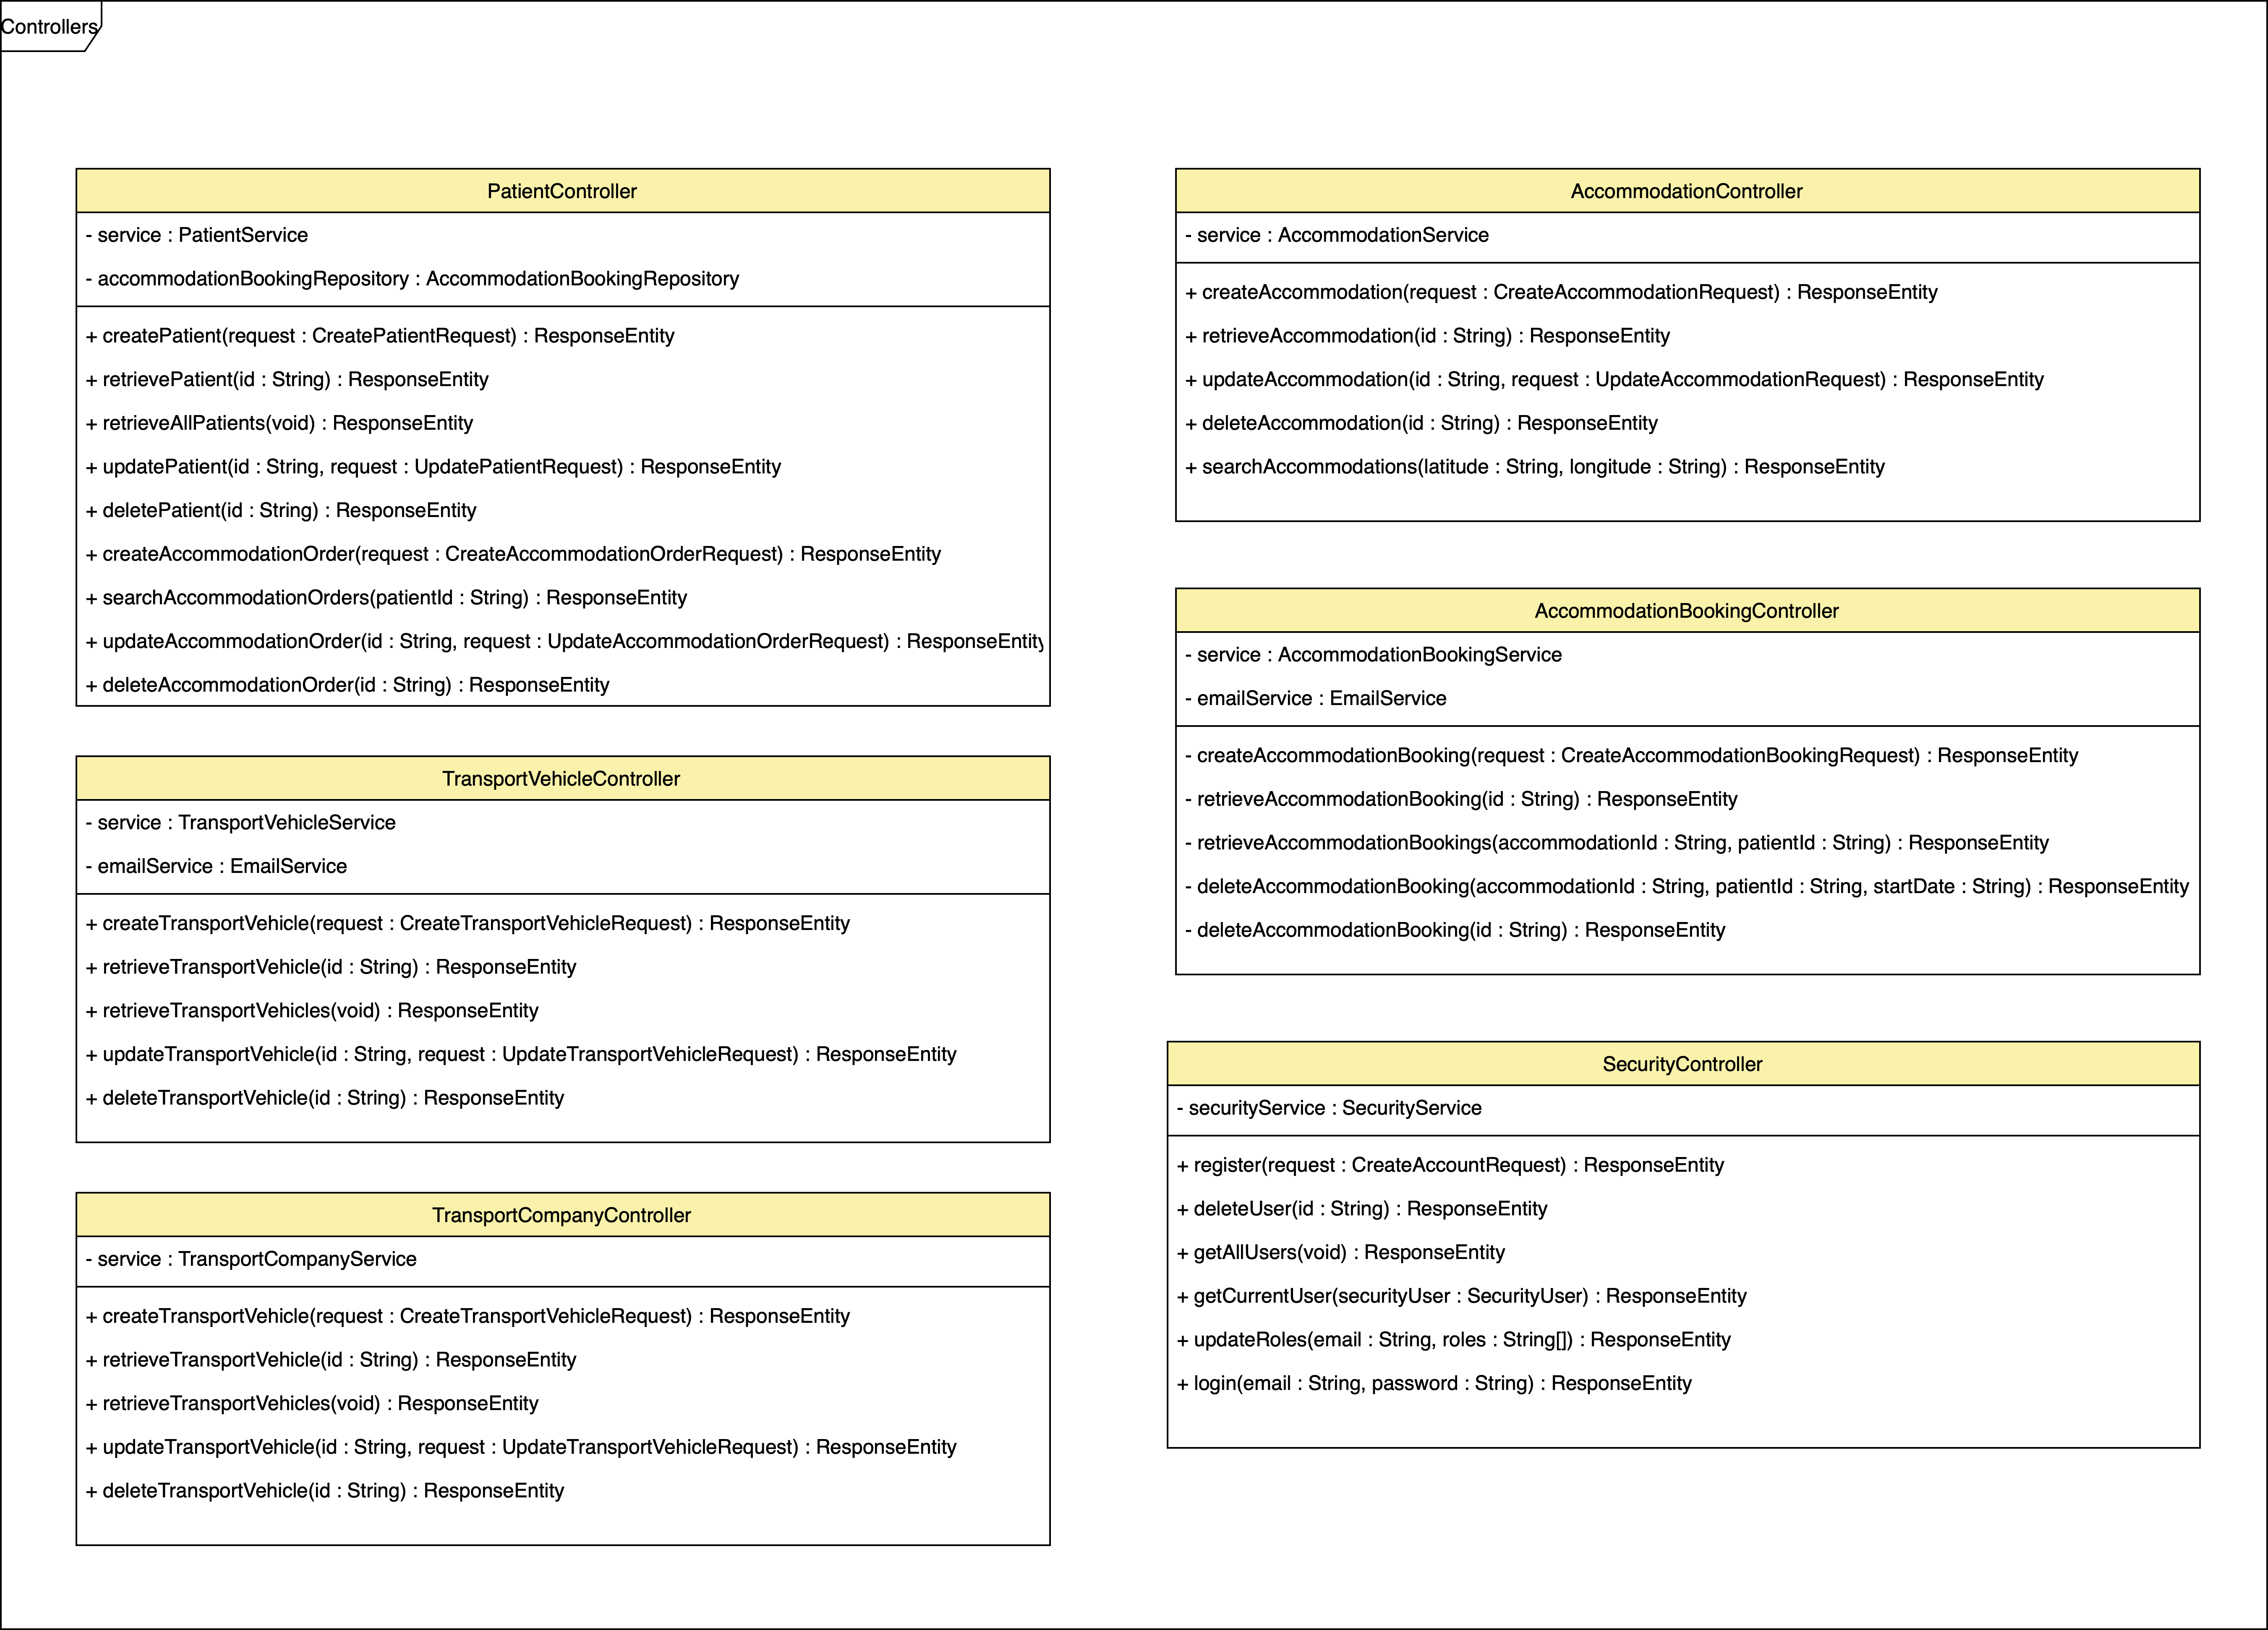 Controllers
PatientController
- service : PatientService
- accommodationBookingRepository : AccommodationBookingRepository
+ createPatient(request : CreatePatientRequest) : ResponseEntity
+ retrievePatient(id : String) : ResponseEntity
+ retrieveAllPatients(void) : ResponseEntity
+ updatePatient(id : String, request : UpdatePatientRequest) : ResponseEntity
+ deletePatient(id : String) : ResponseEntity
+ createAccommodationOrder(request : CreateAccommodationOrderRequest) : ResponseEntity
+ searchAccommodationOrders(patientId : String) : ResponseEntity
+ updateAccommodationOrder(id : String, request : UpdateAccommodationOrderRequest) : ResponseEntity
+ deleteAccommodationOrder(id : String) : ResponseEntity
TransportVehicleController
- service : TransportVehicleService
- emailService : EmailService
+ createTransportVehicle(request : CreateTransportVehicleRequest) : ResponseEntity
+ retrieveTransportVehicle(id : String) : ResponseEntity
+ retrieveTransportVehicles(void) : ResponseEntity
+ updateTransportVehicle(id : String, request : UpdateTransportVehicleRequest) : ResponseEntity
+ deleteTransportVehicle(id : String) : ResponseEntity
TransportCompanyController
- service : TransportCompanyService
+ createTransportVehicle(request : CreateTransportVehicleRequest) : ResponseEntity
+ retrieveTransportVehicle(id : String) : ResponseEntity
+ retrieveTransportVehicles(void) : ResponseEntity
+ updateTransportVehicle(id : String, request : UpdateTransportVehicleRequest) : ResponseEntity
+ deleteTransportVehicle(id : String) : ResponseEntity
AccommodationController
- service : AccommodationService
+ createAccommodation(request : CreateAccommodationRequest) : ResponseEntity
+ retrieveAccommodation(id : String) : ResponseEntity
+ updateAccommodation(id : String, request : UpdateAccommodationRequest) : ResponseEntity
+ deleteAccommodation(id : String) : ResponseEntity
+ searchAccommodations(latitude : String, longitude : String) : ResponseEntity
AccommodationBookingController
- service : AccommodationBookingService
- emailService : EmailService
- createAccommodationBooking(request : CreateAccommodationBookingRequest) : ResponseEntity
- retrieveAccommodationBooking(id : String) : ResponseEntity
- retrieveAccommodationBookings(accommodationId : String, patientId : String) : ResponseEntity
- deleteAccommodationBooking(accommodationId : String, patientId : String, startDate : String) : ResponseEntity
- deleteAccommodationBooking(id : String) : ResponseEntity
SecurityController
- securityService : SecurityService
+ register(request : CreateAccountRequest) : ResponseEntity
+ deleteUser(id : String) : ResponseEntity
+ getAllUsers(void) : ResponseEntity
+ getCurrentUser(securityUser : SecurityUser) : ResponseEntity
+ updateRoles(email : String, roles : String[]) : ResponseEntity
+ login(email : String, password : String) : ResponseEntity